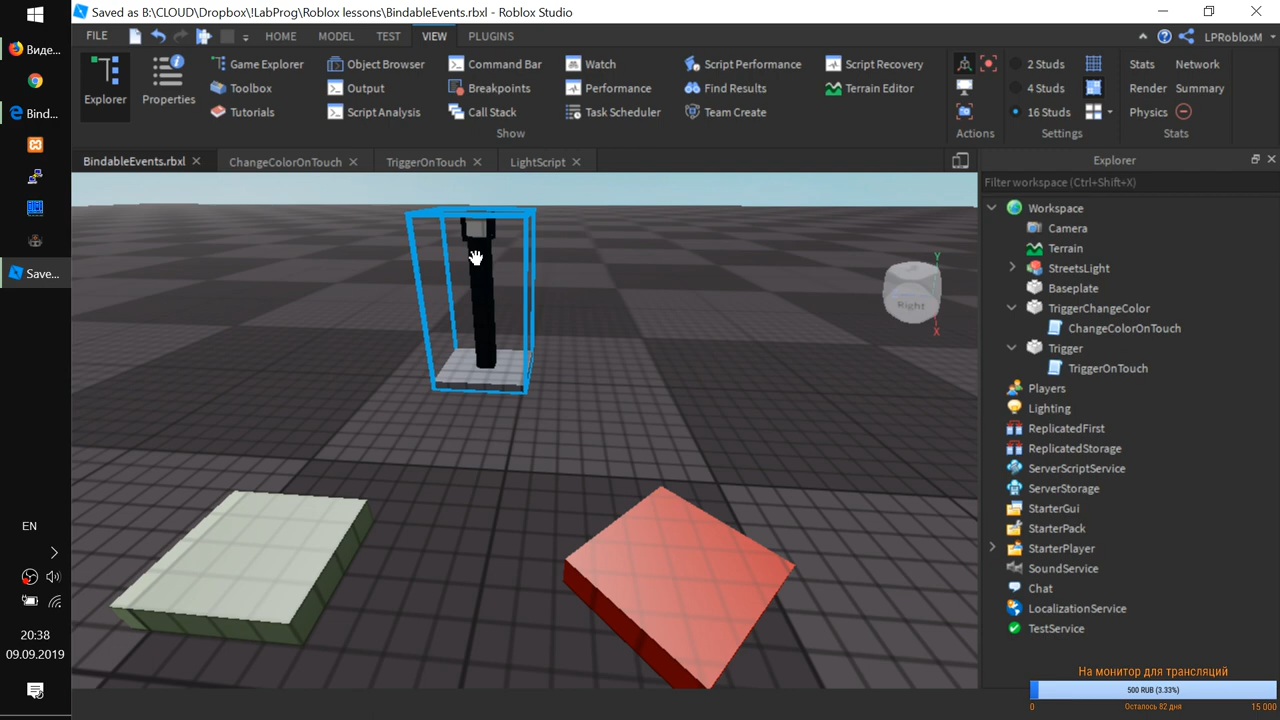 Saved as B:\CLOUD\Dropbox\!LabProg\Roblox lessons\BindableEvents.rbxl - Roblox Studio
FILE HOME MODEL TEST VIEW PLUGINS LPRobloxM
Explorer
Properties
Game Explorer
Toolbox
Tutorials
Object Browser
Output
Script Analysis
Command Bar
Breakpoints
Call Stack
Watch
Performance
Task Scheduler
Script Performance
Find Results
Team Create
Script Recovery
Terrain Editor
Show
Actions
2 Studs
4 Studs
16 Studs
Settings
Stats Network
Render Summary
Physics
Stats
BindableEvents.rbxl ChangeColorOnTouch TriggerOnTouch LightScript
Right
Y
X
Explorer
Filter workspace (Ctrl+Shift+X)
Workspace
Camera
Terrain
StreetsLight
Baseplate
TriggerChangeColor
ChangeColorOnTouch
Trigger
TriggerOnTouch
Players
Lighting
ReplicatedFirst
ReplicatedStorage
ServerScriptService
ServerStorage
StarterGui
StarterPack
StarterPlayer
SoundService
Chat
LocalizationService
TestService
На монитор для трансляций
500 RUB (3.33%)
0 Осталось 82 дня 15 000
Виде...
Bind...
Save...
EN
20:38
09.09.2019